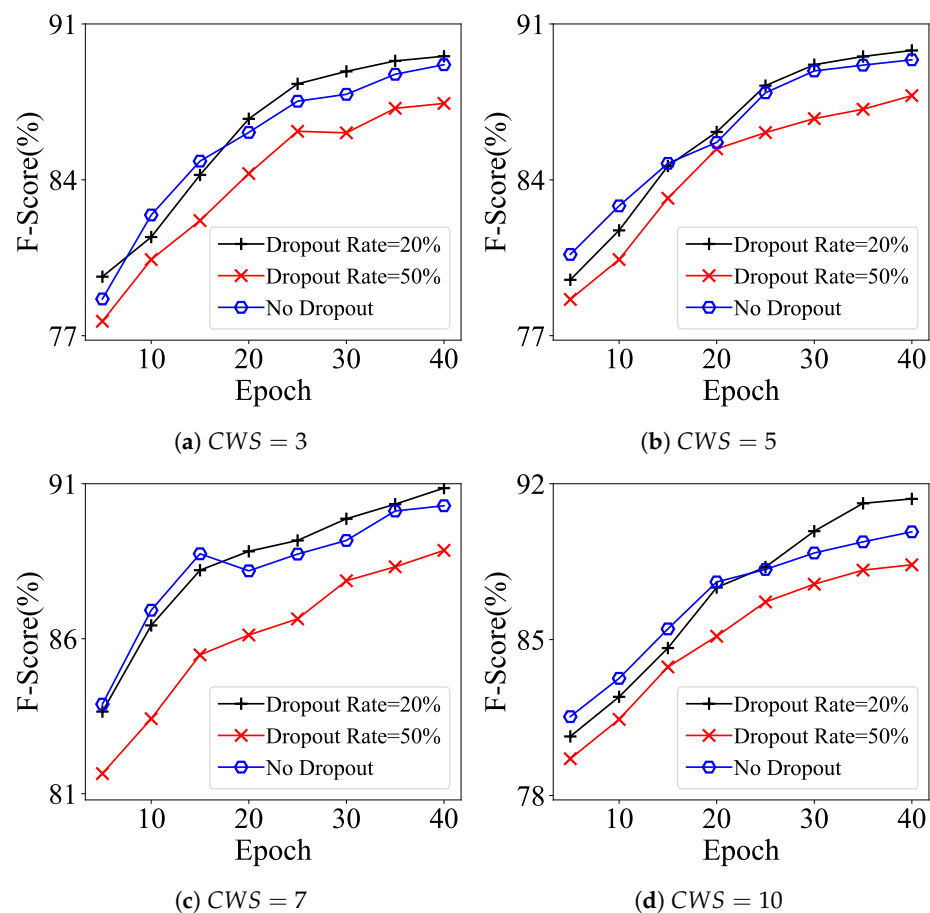 91
84
77
F-Score(%)
Dropout Rate=20%
Dropout Rate=50%
No Dropout
10 20 30 40
Epoch
(a) CWS = 3
91
84
77
F-Score(%)
Dropout Rate=20%
Dropout Rate=50%
No Dropout
10 20 30 40
Epoch
(b) CWS = 5
91
86
81
F-Score(%)
Dropout Rate=20%
Dropout Rate=50%
No Dropout
10 20 30 40
Epoch
(c) CWS = 7
92
85
78
F-Score(%)
Dropout Rate=20%
Dropout Rate=50%
No Dropout
10 20 30 40
Epoch
(d) CWS = 10